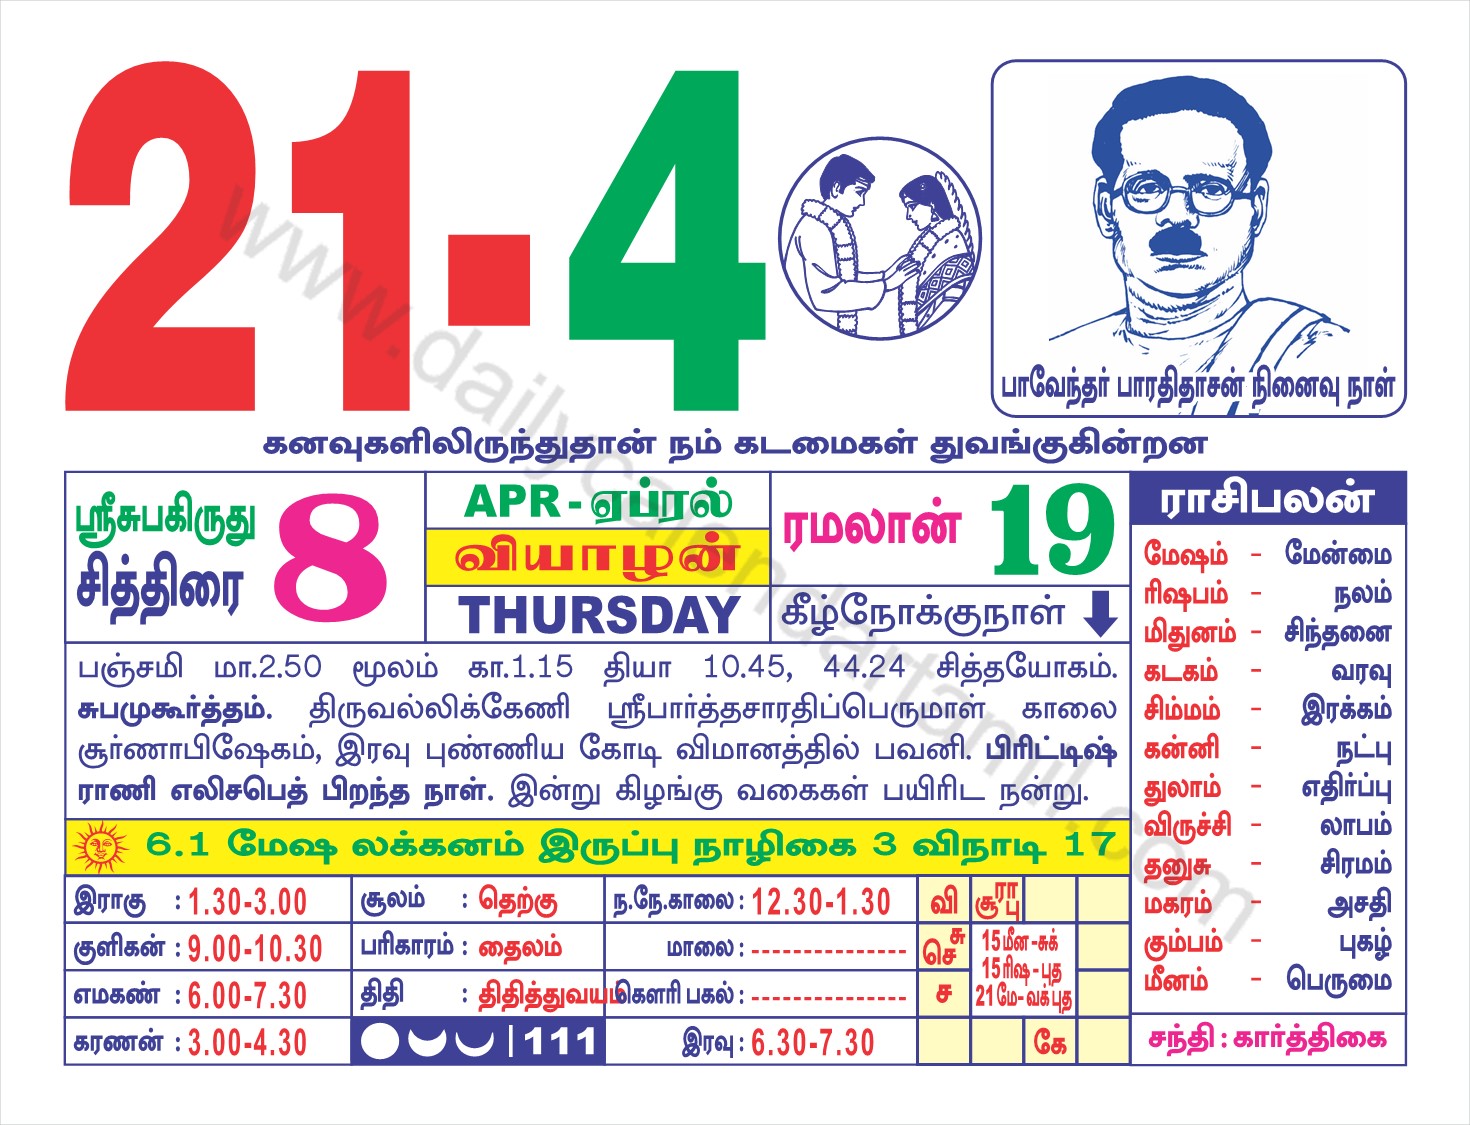 21-4
பாவேந்தர் பாரதிதாசன் நினைவு நாள்
கனவுகளிலிருந்துதான் நம் கடமைகள் துவங்குகின்றன
ஸ்ரீசுபகிருது
சித்திரை
8
APR - ஏப்ரல்
வியாழன்
THURSDAY
ரமலான் 19
கீழ்நோக்குநாள்
பஞ்சமி மா.2.50 மூலம் கா.1.15 தியா 10.45, 44.24 சித்தயோகம்.
சுபமுகூர்த்தம். திருவல்லிக்கேணி ஸ்ரீபார்த்தசாரதிப்பெருமாள் காலை
சூர்ணாபிஷேகம், இரவு புண்ணிய கோடி விமானத்தில் பவனி. பிரிட்டிஷ்
ராணி எலிசபெத் பிறந்த நாள். இன்று கிழங்கு வகைகள் பயிரிட நன்று.
6.1 மேஷ லக்கனம் இருப்பு நாழிகை 3 விநாடி 17
இராகு : 1.30-3.00
குளிகன் : 9.00-10.30
எமகண் : 6.00-7.30
கரணன் : 3.00-4.30
சூலம் : தெற்கு
பரிகாரம் : தைலம்
திதி : திதித்துவயம்
111
ந.நே.காலை : 12.30-1.30
மாலை : --------------
கௌரி பகல் : --------------
இரவு : 6.30-7.30
வி
சூ ரா பு
செ சு
ச
15 மீன - சுக்
15 ரிஷ - புத
21 மே - வக் புத
கே
ராசிபலன்
மேஷம் - மேன்மை
ரிஷபம் - நலம்
மிதுனம் - சிந்தனை
கடகம் - வரவு
சிம்மம் - இரக்கம்
கன்னி - நட்பு
துலாம் - எதிர்ப்பு
விருச்சி - லாபம்
தனுசு - சிரமம்
மகரம் - அசதி
கும்பம் - புகழ்
மீனம் - பெருமை
சந்தி : கார்த்திகை
www.dailycalendartamil.com